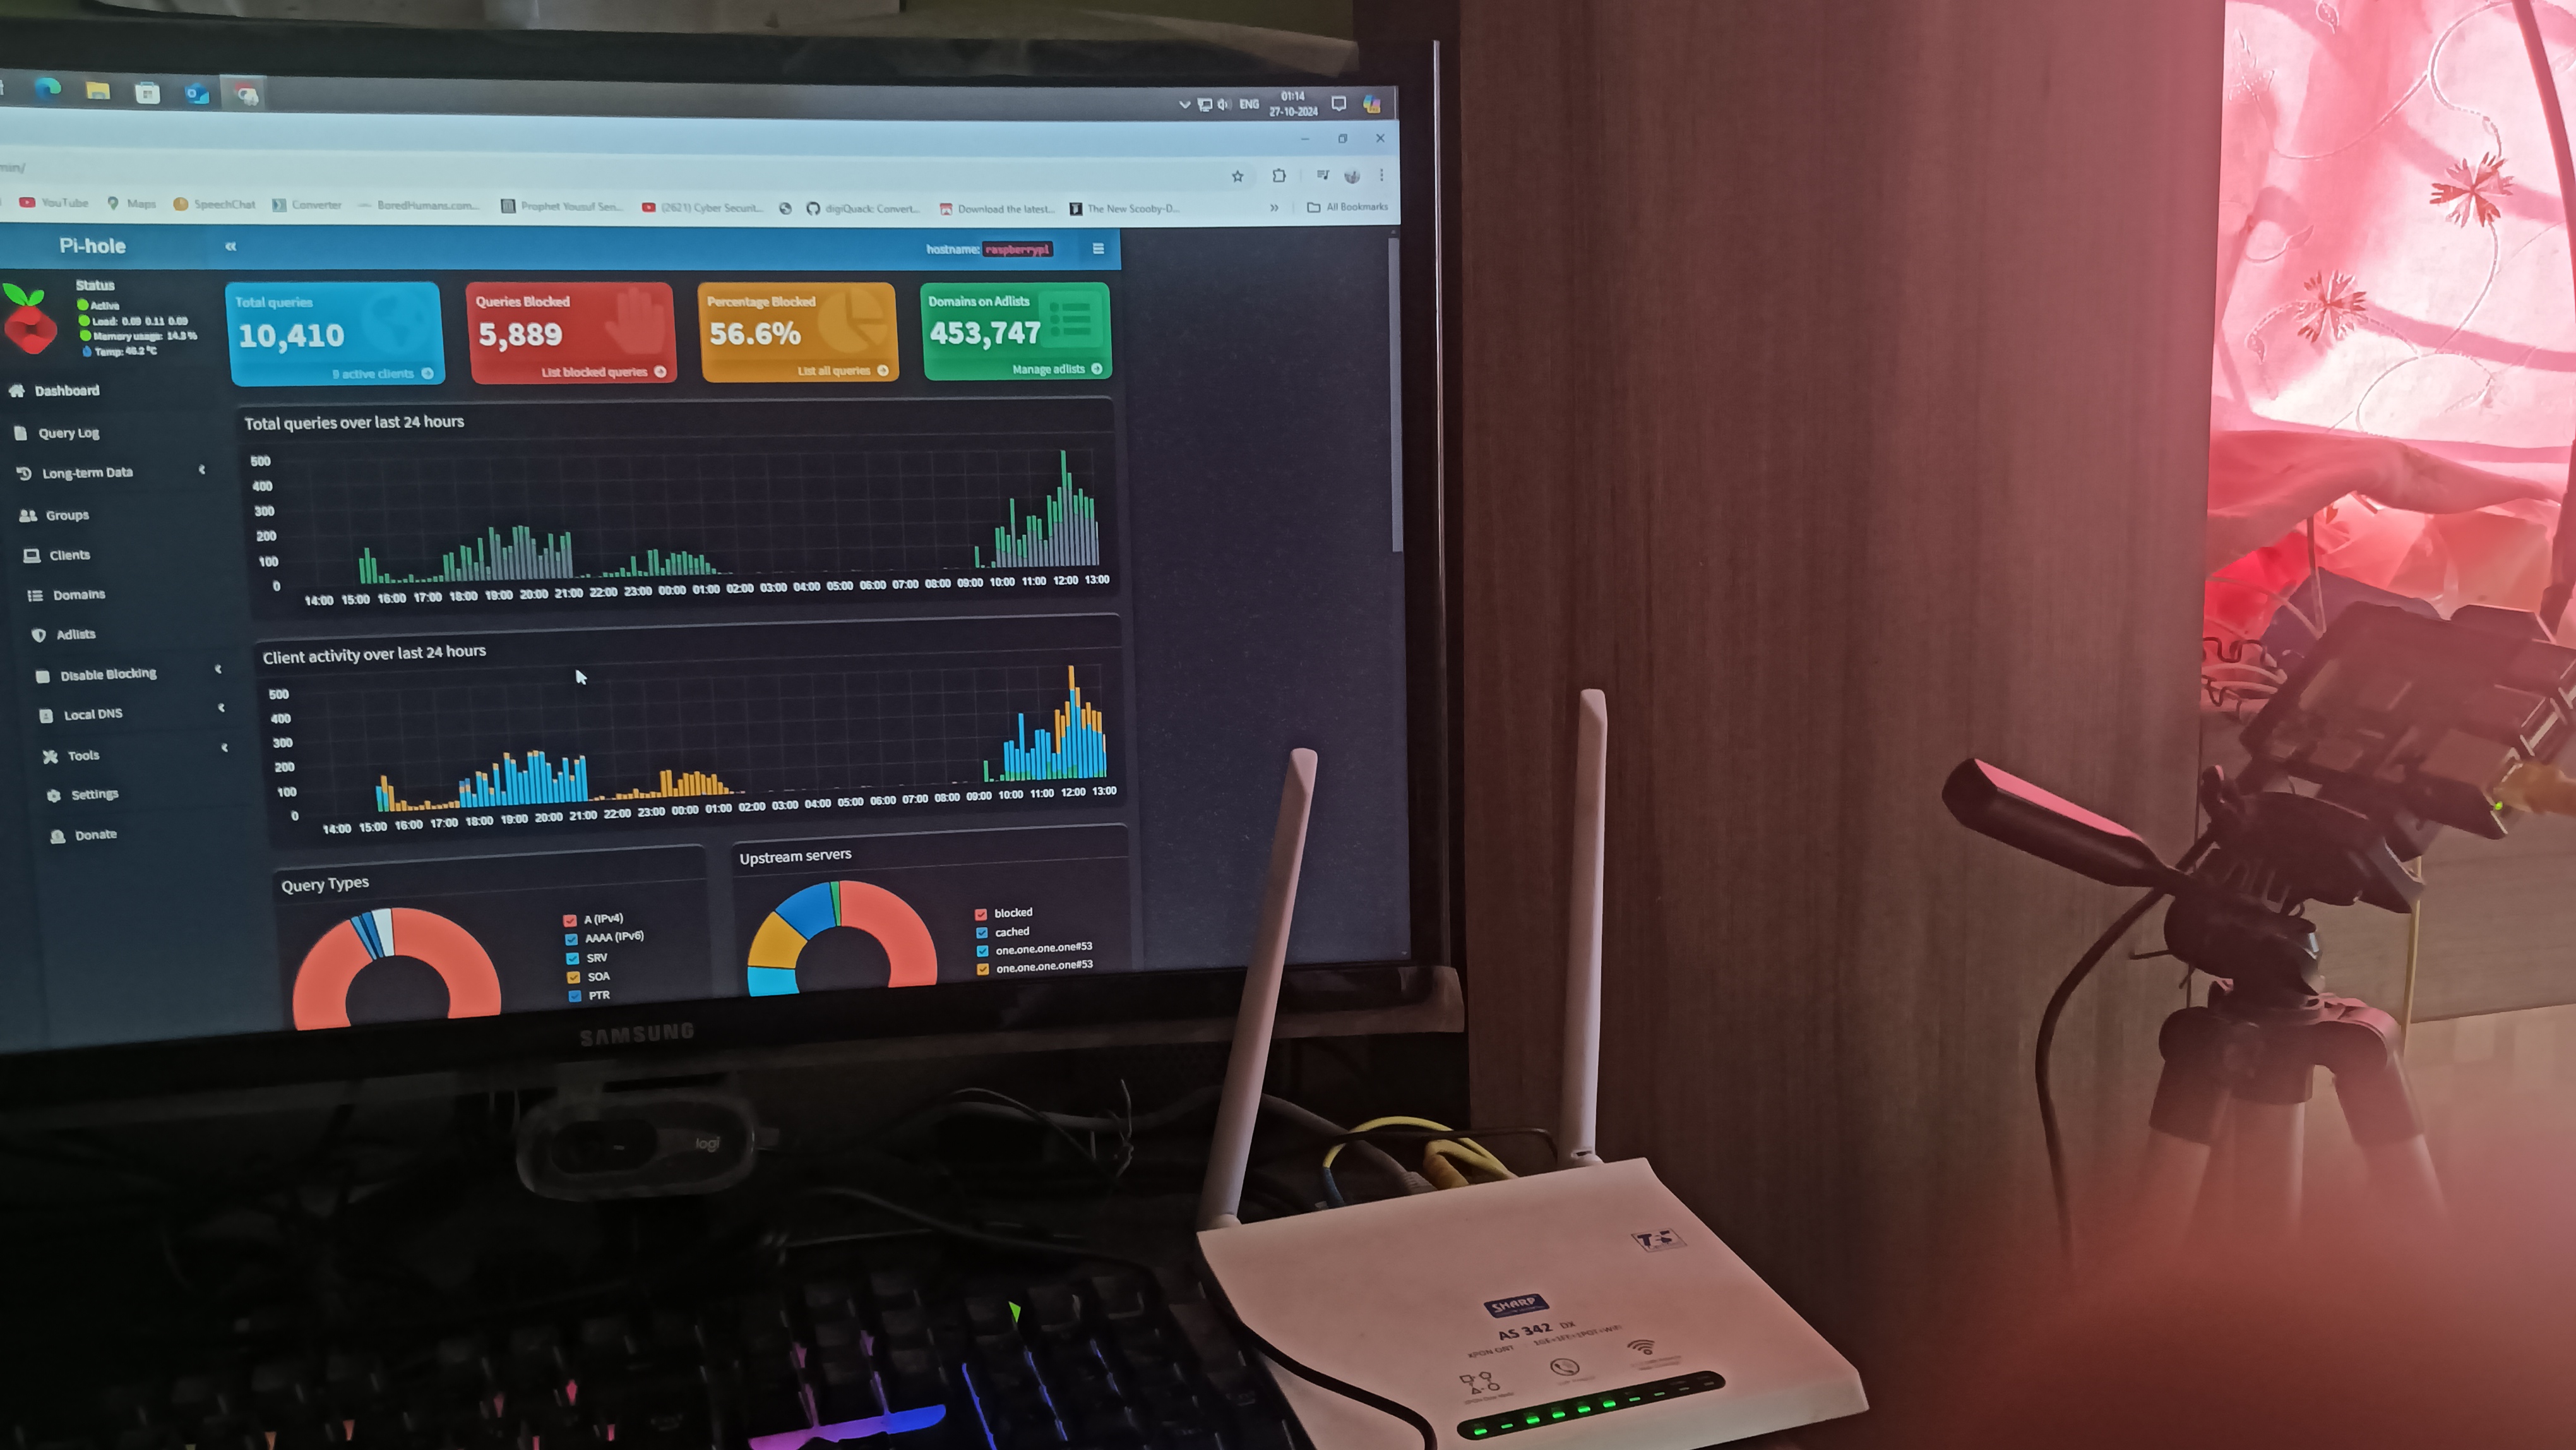 ENG
01:14
27-10-2024
min/
YouTube
Maps
SpeechChat
Converter
BoredHumans.com...
Prophet Yousuf Seri...
(2621) Cyber Securit...
digiQuack: Convert...
Download the latest...
The New Scooby-D...
All Bookmarks
Pi-hole
hostname: raspberrypi
Status
Active
Load: 0.09 0.11 0.09
Memory usage: 14.9 %
Temp: 46.2 °C
Total queries
10,410
9 active clients
Queries Blocked
5,889
List blocked queries
Percentage Blocked
56.6%
List all queries
Domains on Adlists
453,747
Manage adlists
Dashboard
Query Log
Long-term Data
Groups
Clients
Domains
Adlists
Disable Blocking
Local DNS
Tools
Settings
Donate
Total queries over last 24 hours
500
400
300
200
100
0
14:00 15:00 16:00 17:00 18:00 19:00 20:00 21:00 22:00 23:00 00:00 01:00 02:00 03:00 04:00 05:00 06:00 07:00 08:00 09:00 10:00 11:00 12:00 13:00
Client activity over last 24 hours
500
400
300
200
100
0
14:00 15:00 16:00 17:00 18:00 19:00 20:00 21:00 22:00 23:00 00:00 01:00 02:00 03:00 04:00 05:00 06:00 07:00 08:00 09:00 10:00 11:00 12:00 13:00
Query Types
A (IPv4)
AAAA (IPv6)
SRV
SOA
PTR
Upstream servers
blocked
cached
one.one.one.one#53
one.one.one.one#53
SAMSUNG
logi
SHARP
AS 342 DX
XPON ONT